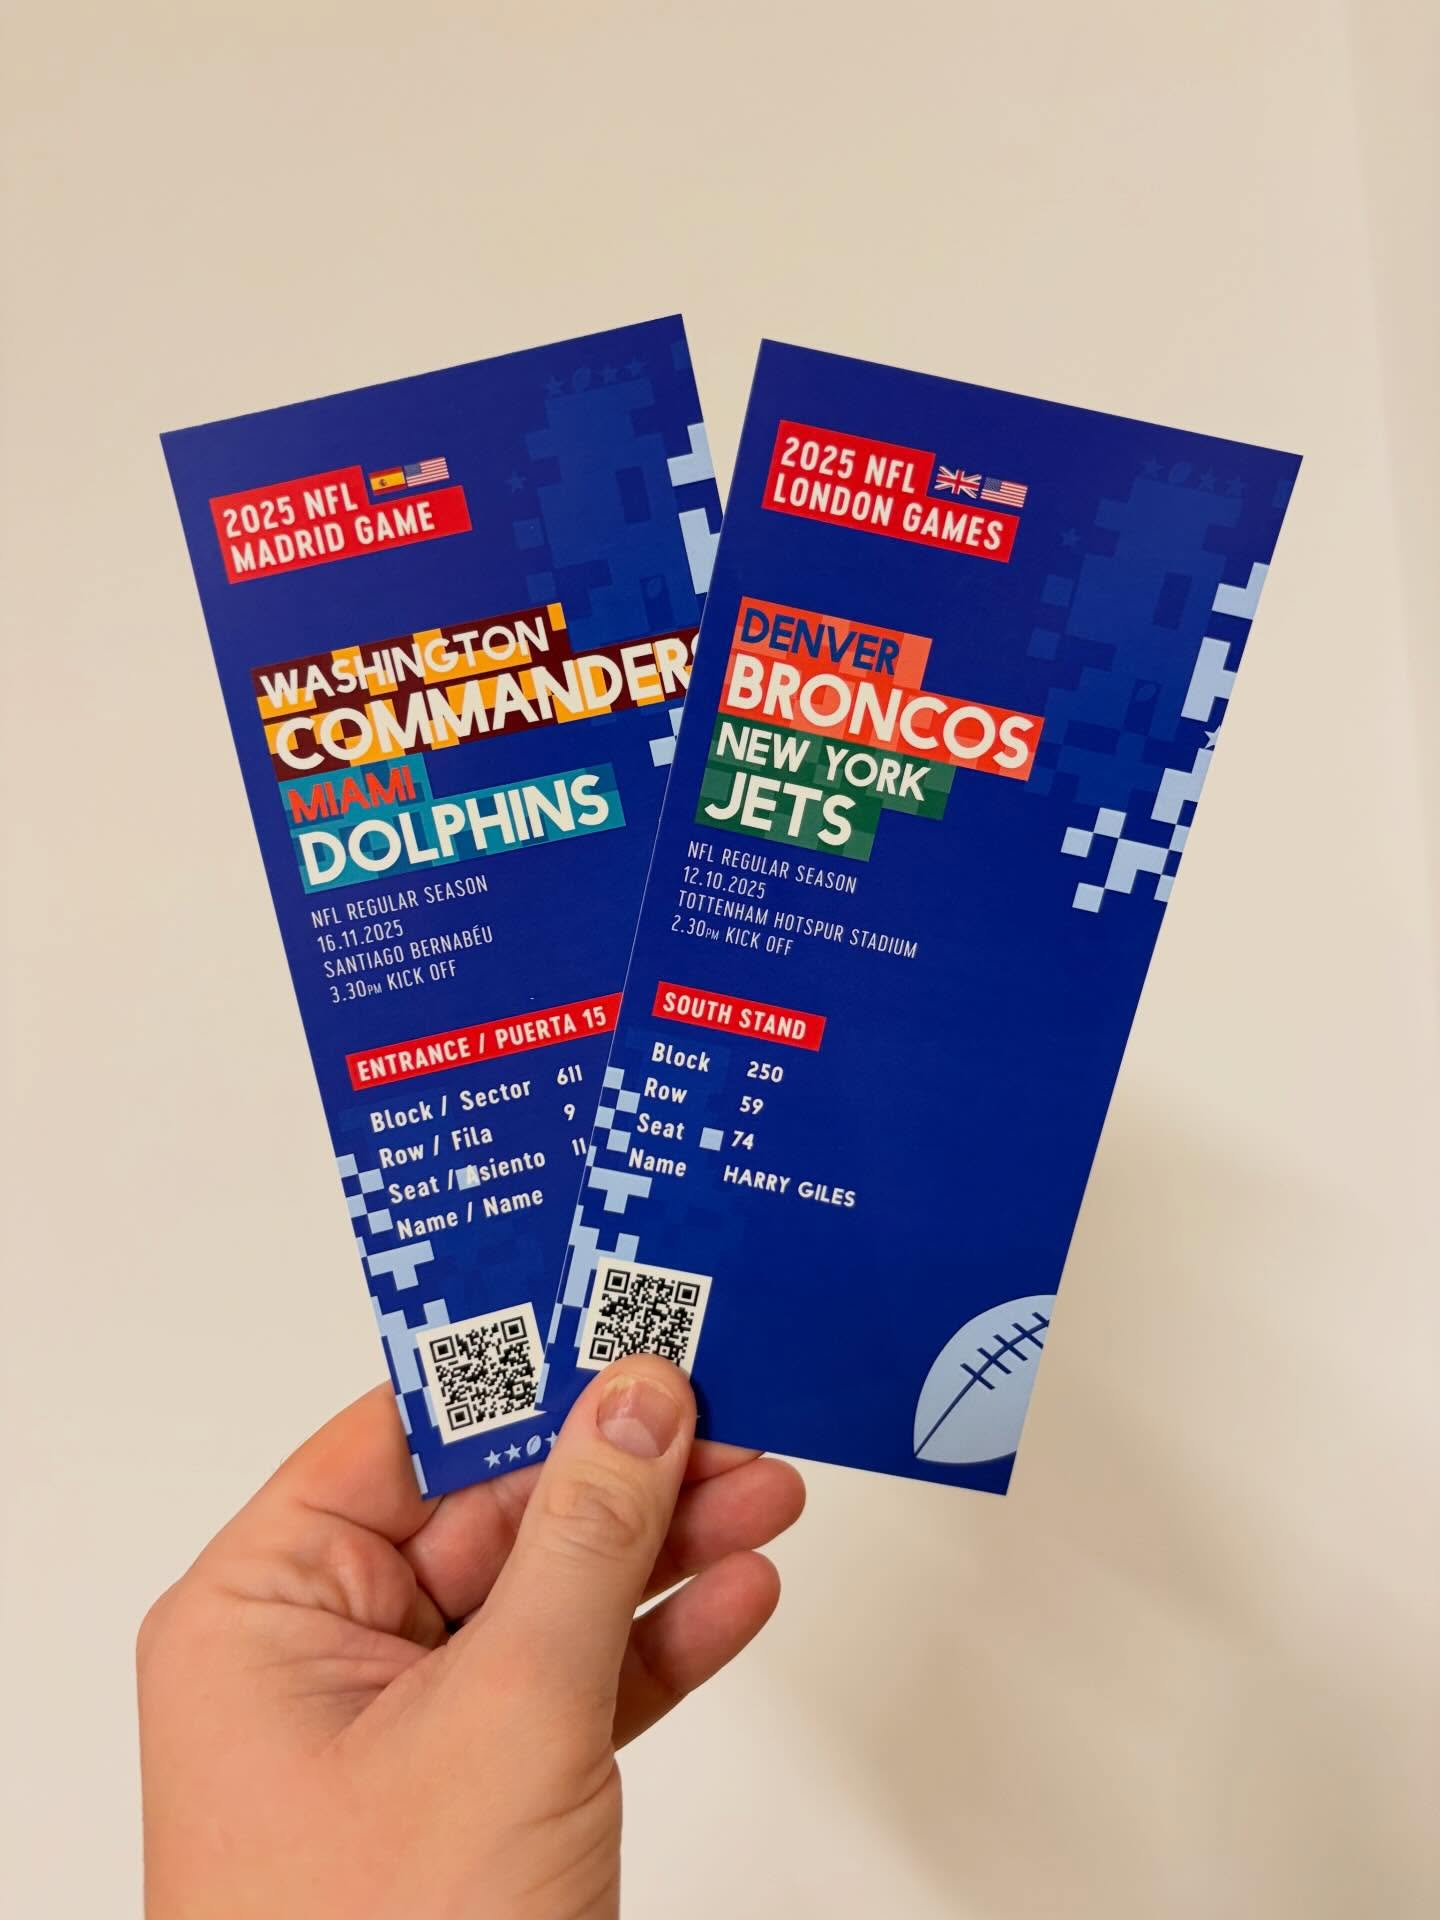 2025 NFL
MADRID GAME
WASHINGTON
COMMANDERS
MIAMI
DOLPHINS
NFL REGULAR SEASON
16.11.2025
SANTIAGO BERNABÉU
3.30PM KICK OFF
ENTRANCE / PUERTA 15
Block / Sector 611
Row / Fila 9
Seat / Asiento 11
Name / Name
2025 NFL
LONDON GAMES
DENVER
BRONCOS
NEW YORK
JETS
NFL REGULAR SEASON
12.10.2025
TOTTENHAM HOTSPUR STADIUM
2.30PM KICK OFF
SOUTH STAND
Block 250
Row 59
Seat 74
Name HARRY GILES